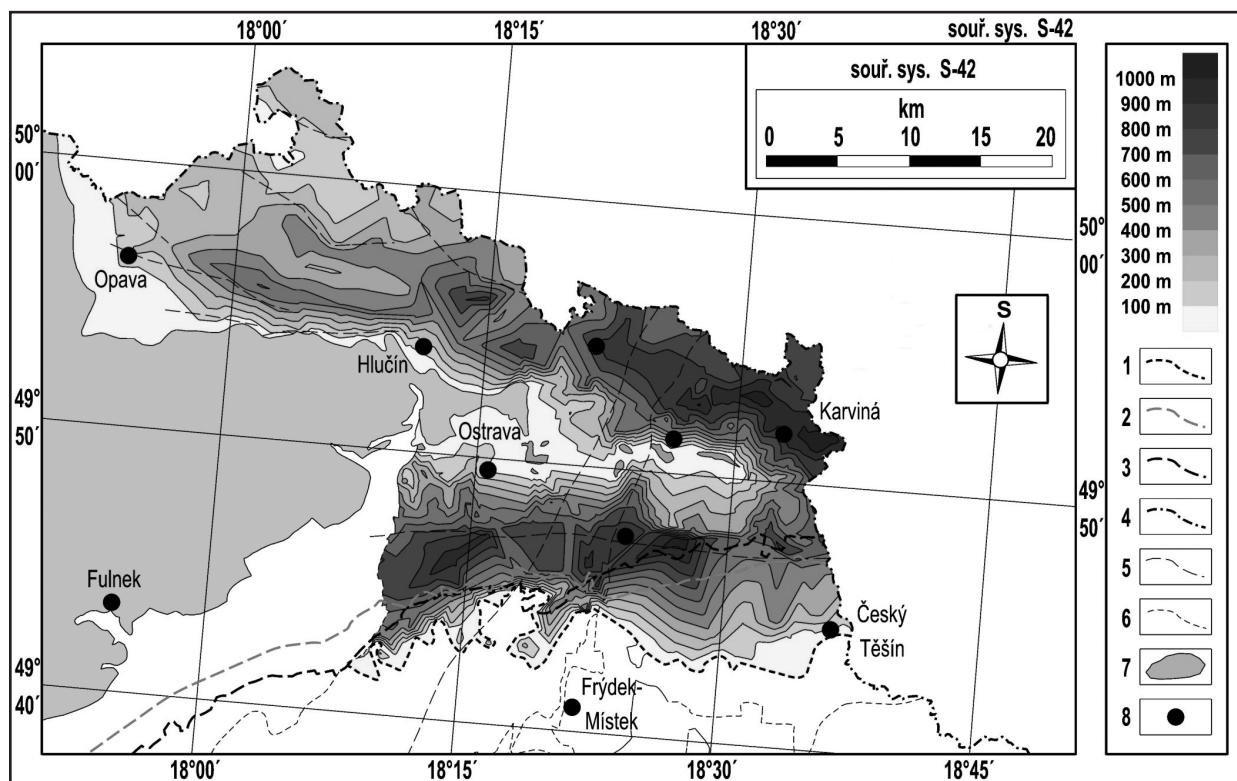 18°00´ 18°15´ 18°30´ souř. sys. S-42
souř. sys. S-42
km
0 5 10 15 20
50°
00´
Opava
Hlučín
50°
00´
S
49°
50´
Ostrava
Karviná
49°
50´
Fulnek
Český
Těšín
49°
40´
Frýdek-
Místek
18°00´ 18°15´ 18°30´ 18°45´
1000 m
900 m
800 m
700 m
600 m
500 m
400 m
300 m
200 m
100 m
1
2
3
4
5
6
7
8